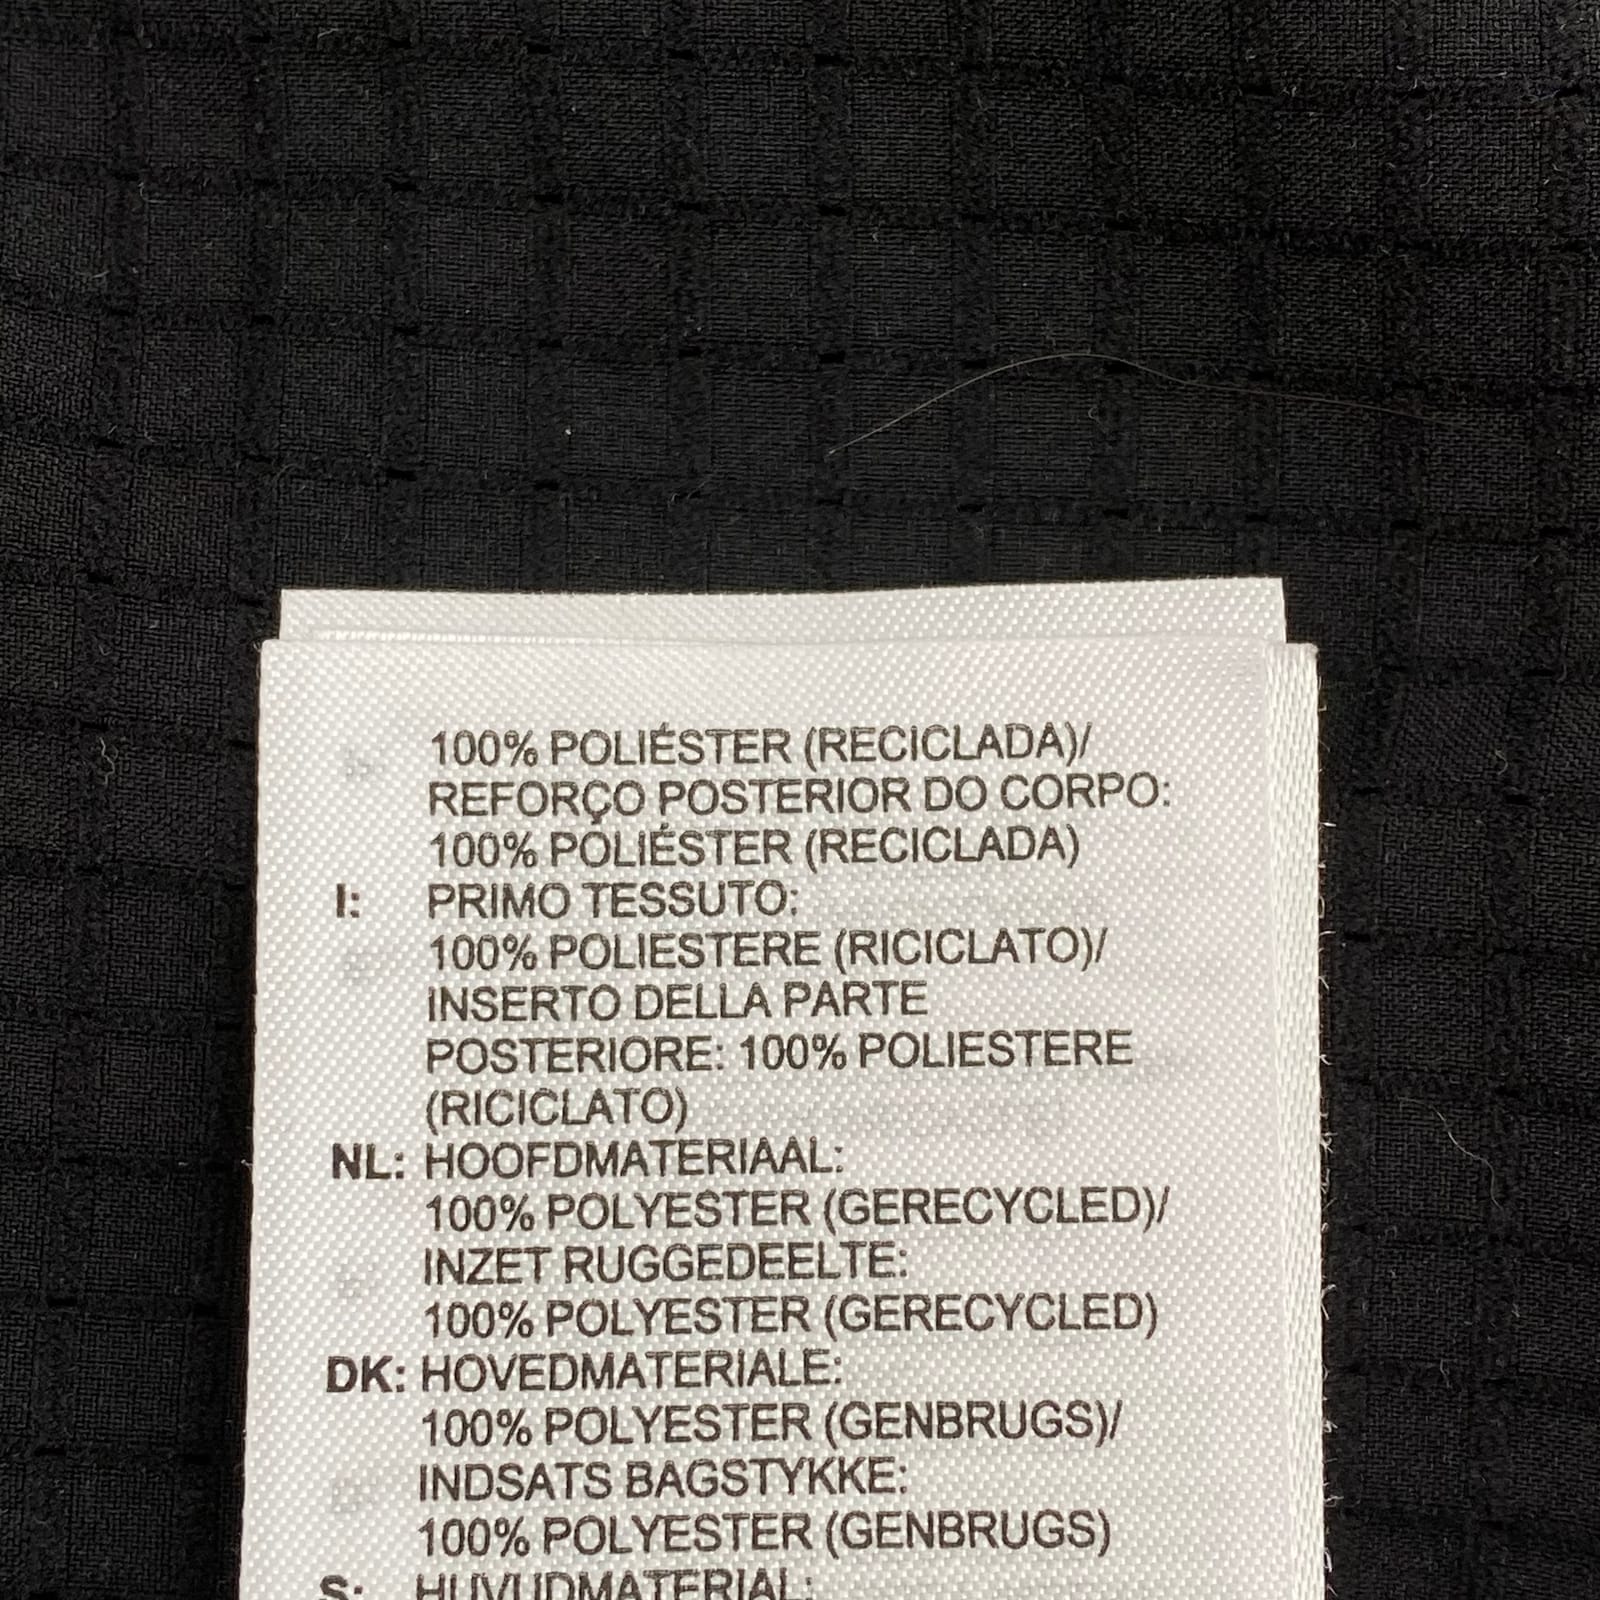 100% POLIÉSTER (RECICLADA)/
REFORÇO POSTERIOR DO CORPO:
100% POLIÉSTER (RECICLADA)
I: PRIMO TESSUTO:
100% POLIESTERE (RICICLATO)/
INSERTO DELLA PARTE
POSTERIORE: 100% POLIESTERE
(RICICLATO)
NL: HOOFDMATERIAAL:
100% POLYESTER (GERECYCLED)/
INZET RUGGEDEELTE:
100% POLYESTER (GERECYCLED)
DK: HOVEDMATERIALE:
100% POLYESTER (GENBRUGS)/
INDSATS BAGSTYKKE:
100% POLYESTER (GENBRUGS)
S: HUVUDMATERIAL: